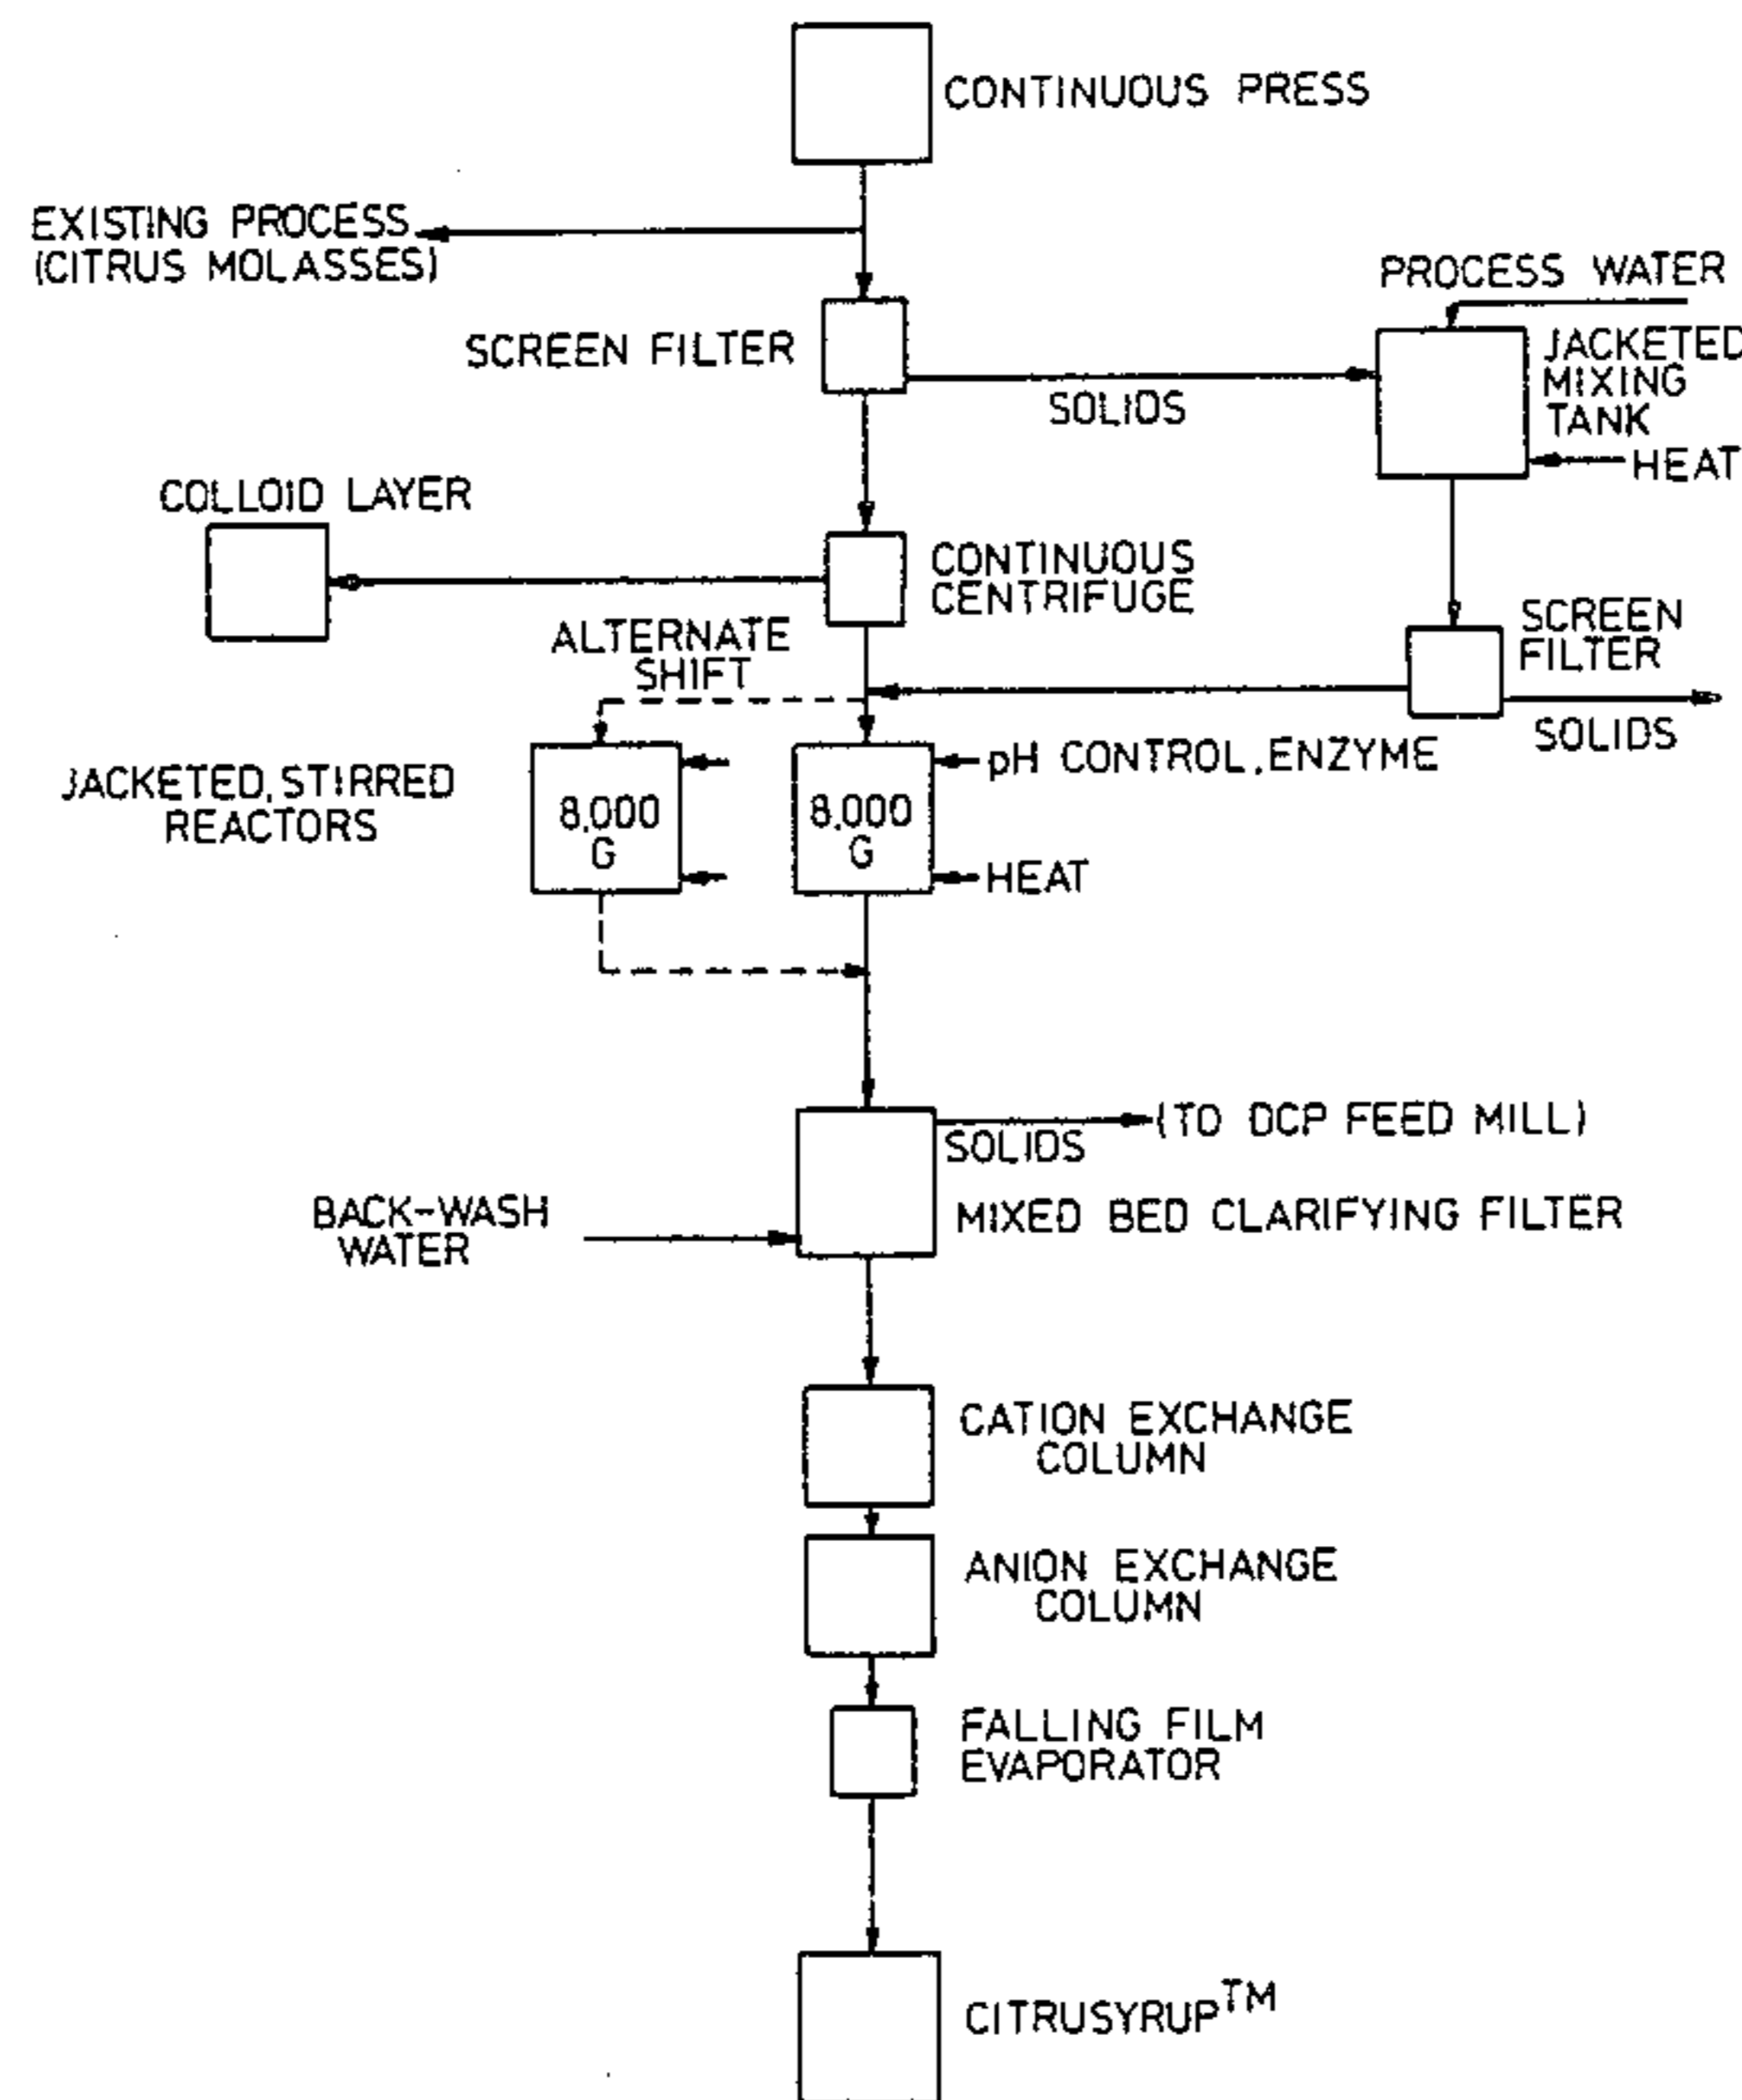 CONTINUOUS PRESS
EXISTING PROCESS
(CITRUS MOLASSES)
PROCESS WATER
SCREEN FILTER
JACKETED
MIXING
TANK
SOLIDS
HEAT
COLLOID LAYER
CONTINUOUS
CENTRIFUGE
SCREEN
FILTER
ALTERNATE
SHIFT
SOLIDS
pH CONTROL, ENZYME
JACKETED, STIRRED
REACTORS
8,000
G
8,000
G
HEAT
(TO DCP FEED MILL)
SOLIDS
BACK-WASH
WATER
MIXED BED CLARIFYING FILTER
CATION EXCHANGE
COLUMN
ANION EXCHANGE
COLUMN
FALLING FILM
EVAPORATOR
CITRUSYRUP™